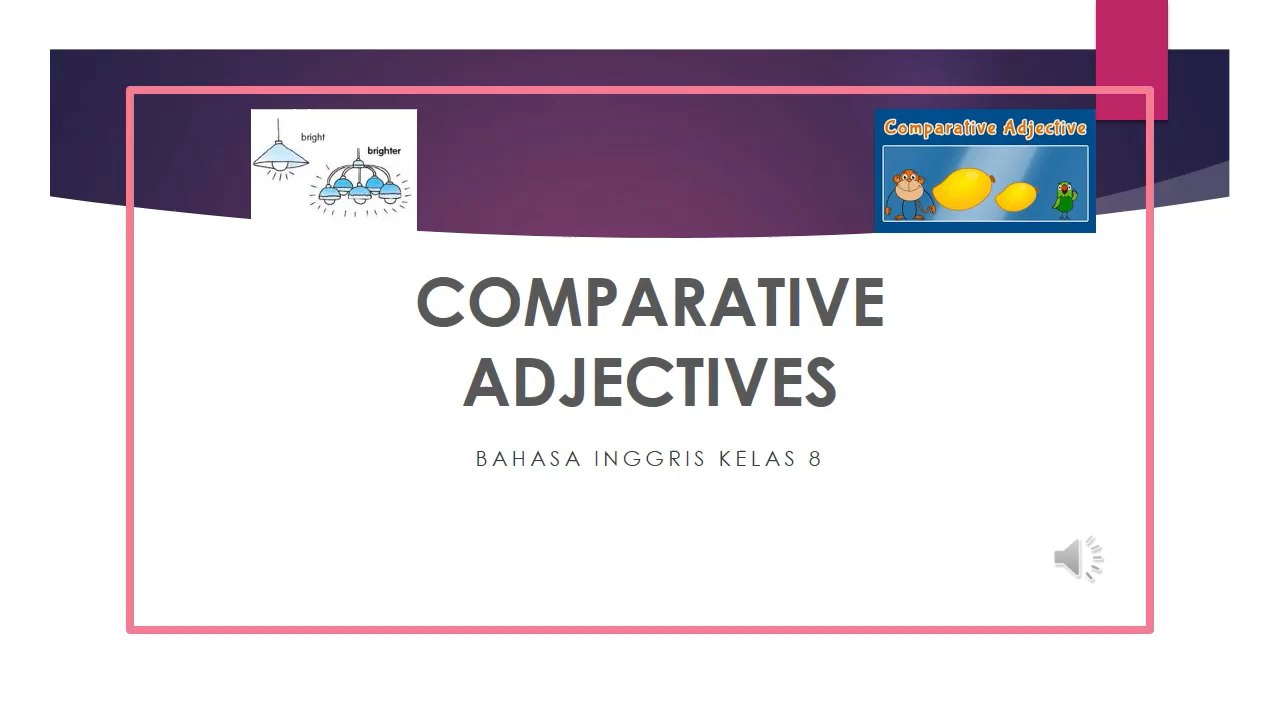 bright
brighter
Comparative Adjective
COMPARATIVE
ADJECTIVES
BAHASA INGGRIS KELAS 8